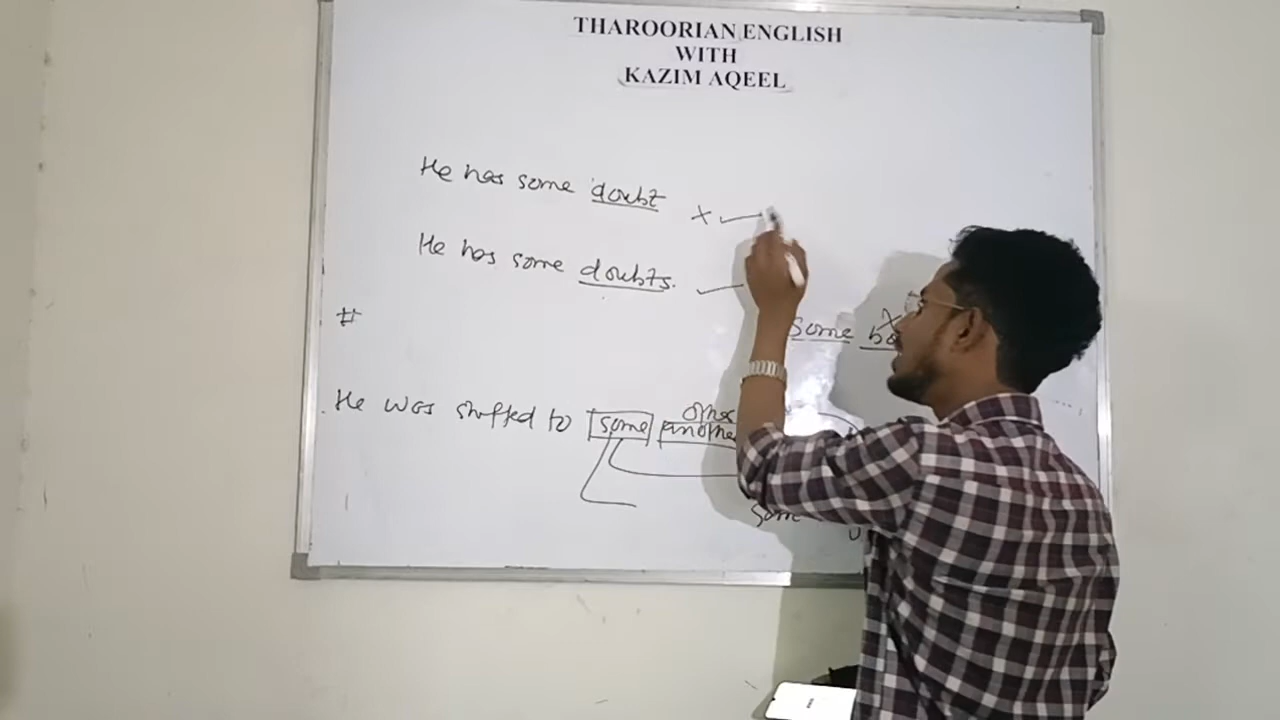 THAROORIAN ENGLISH
WITH
KAZIM AQEEL
He has some doubt ×
He has some doubts.
some
#
other
He was shifted to some another
some